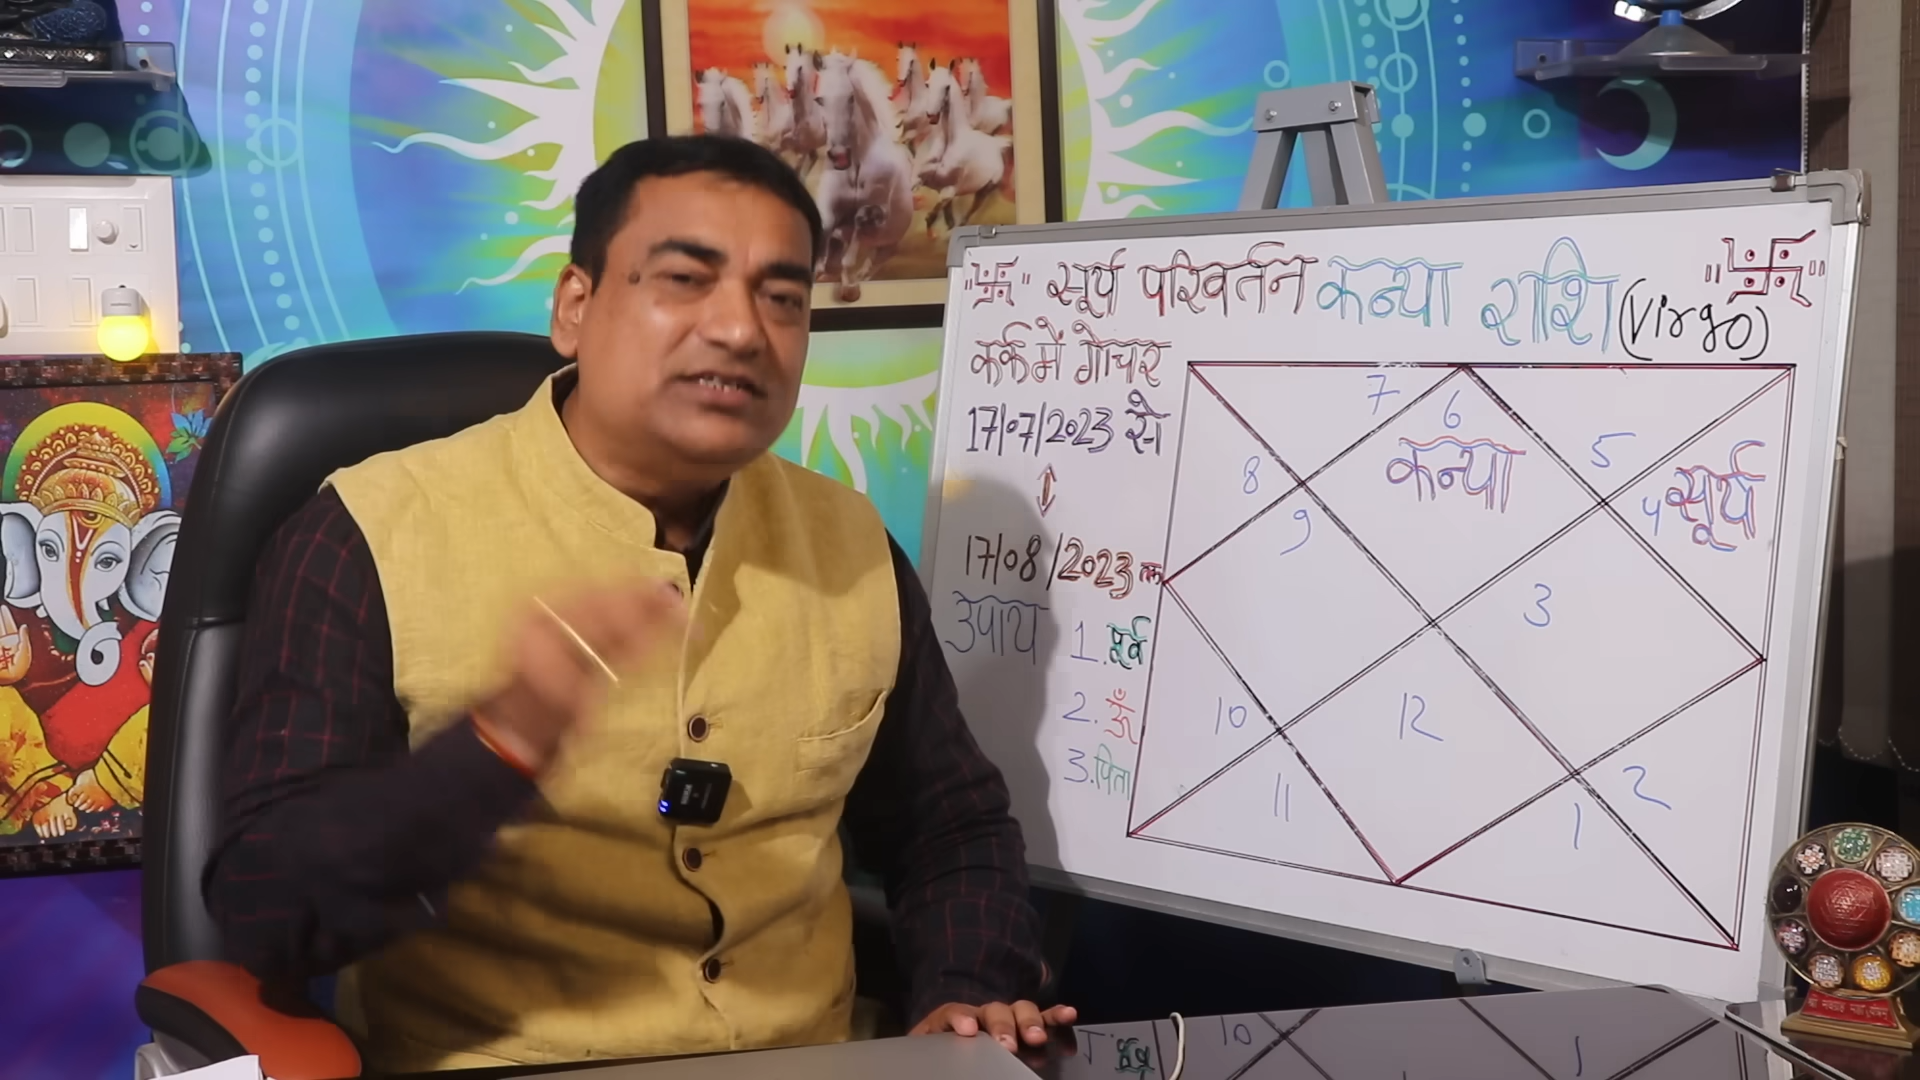 " 卐 " सूर्य परिवर्तन कन्या राशि (Virgo) " 卐 "
कर्क में गोचर
17/07/2023 से
↕
17/08/2023 तक
उपाय
1. पूर्व
2. ॐ
3. पिता
7
6
5
8
कन्या
4 सूर्य
9
3
10
12
2
11
1